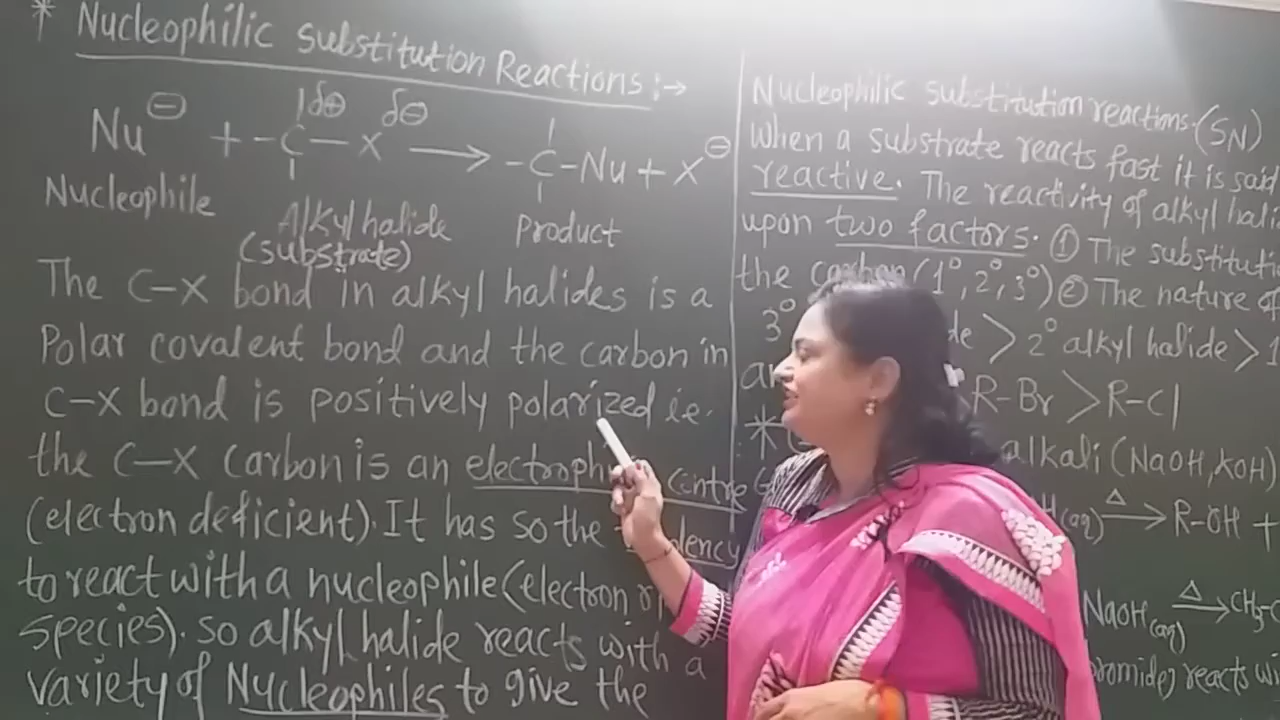 * Nucleophilic substitution Reactions :→
Nu⊖ + -C-X → -C-Nu + X⊖
δ⊕ δ⊖
Nucleophile Alkyl halide Product
(substrate)
The C-X bond in alkyl halides is a
Polar covalent bond and the carbon in
C-X bond is positively polarized i.e.
the C-X carbon is an centre
(electron deficient). It has so the
to react with a nucleophile (electron
species). So alkyl halide reacts with a
variety of Nucleophiles to give the
Nucleophilic substitution reactions. (SN)
When a substrate reacts fast it is said
reactive. The reactivity of alkyl
upon two factors. ① The
the carbon (1°, 2°, 3°) ② The nature of
3° > 2° alkyl halide > 1
R-Br > R-Cl
* alkali (NaOH, KOH)
(aq) Δ→ R-OH +
NaOH(aq) Δ→ CH3-
reacts